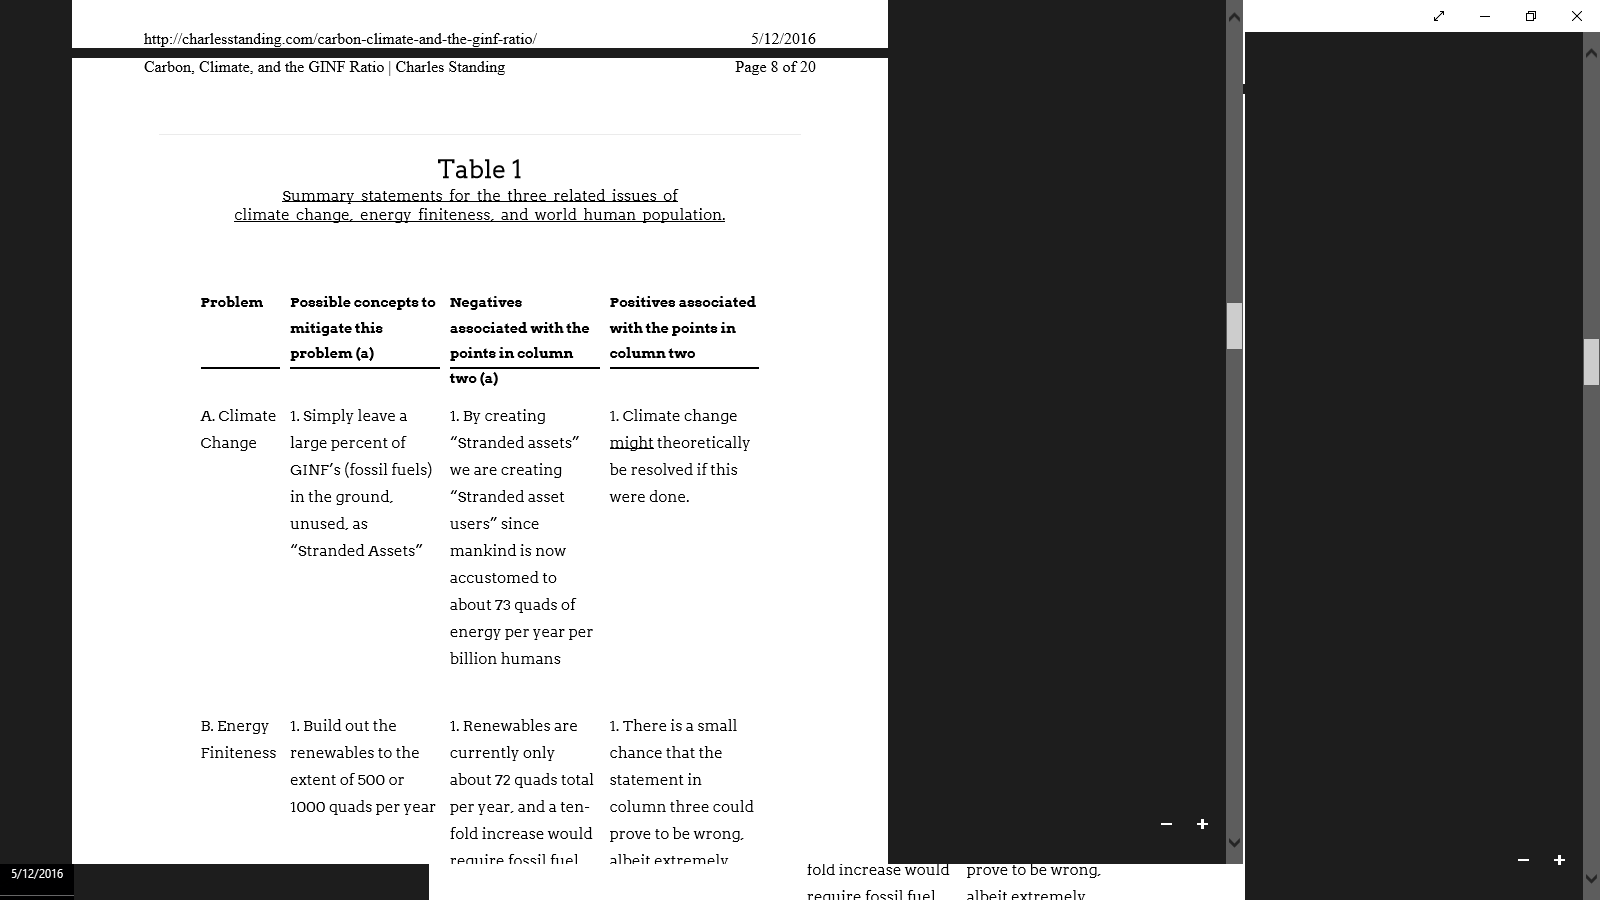 http://charlesstanding.com/carbon-climate-and-the-ginf-ratio/ 5/12/2016
Carbon, Climate, and the GINF Ratio | Charles Standing Page 8 of 20
Table 1
Summary statements for the three related issues of
climate change, energy finiteness, and world human population.
Problem
Possible concepts to
mitigate this
problem (a)
Negatives
associated with the
points in column
two (a)
Positives associated
with the points in
column two
A. Climate
Change
1. Simply leave a
large percent of
GINF’s (fossil fuels)
in the ground,
unused, as
“Stranded Assets”
1. By creating
“Stranded assets”
we are creating
“Stranded asset
users” since
mankind is now
accustomed to
about 73 quads of
energy per year per
billion humans
1. Climate change
might theoretically
be resolved if this
were done.
B. Energy
Finiteness
1. Build out the
renewables to the
extent of 500 or
1000 quads per year
1. Renewables are
currently only
about 72 quads total
per year, and a ten-
fold increase would
require fossil fuel
1. There is a small
chance that the
statement in
column three could
prove to be wrong,
albeit extremely
5/12/2016
fold increase would
require fossil fuel
prove to be wrong,
albeit extremely